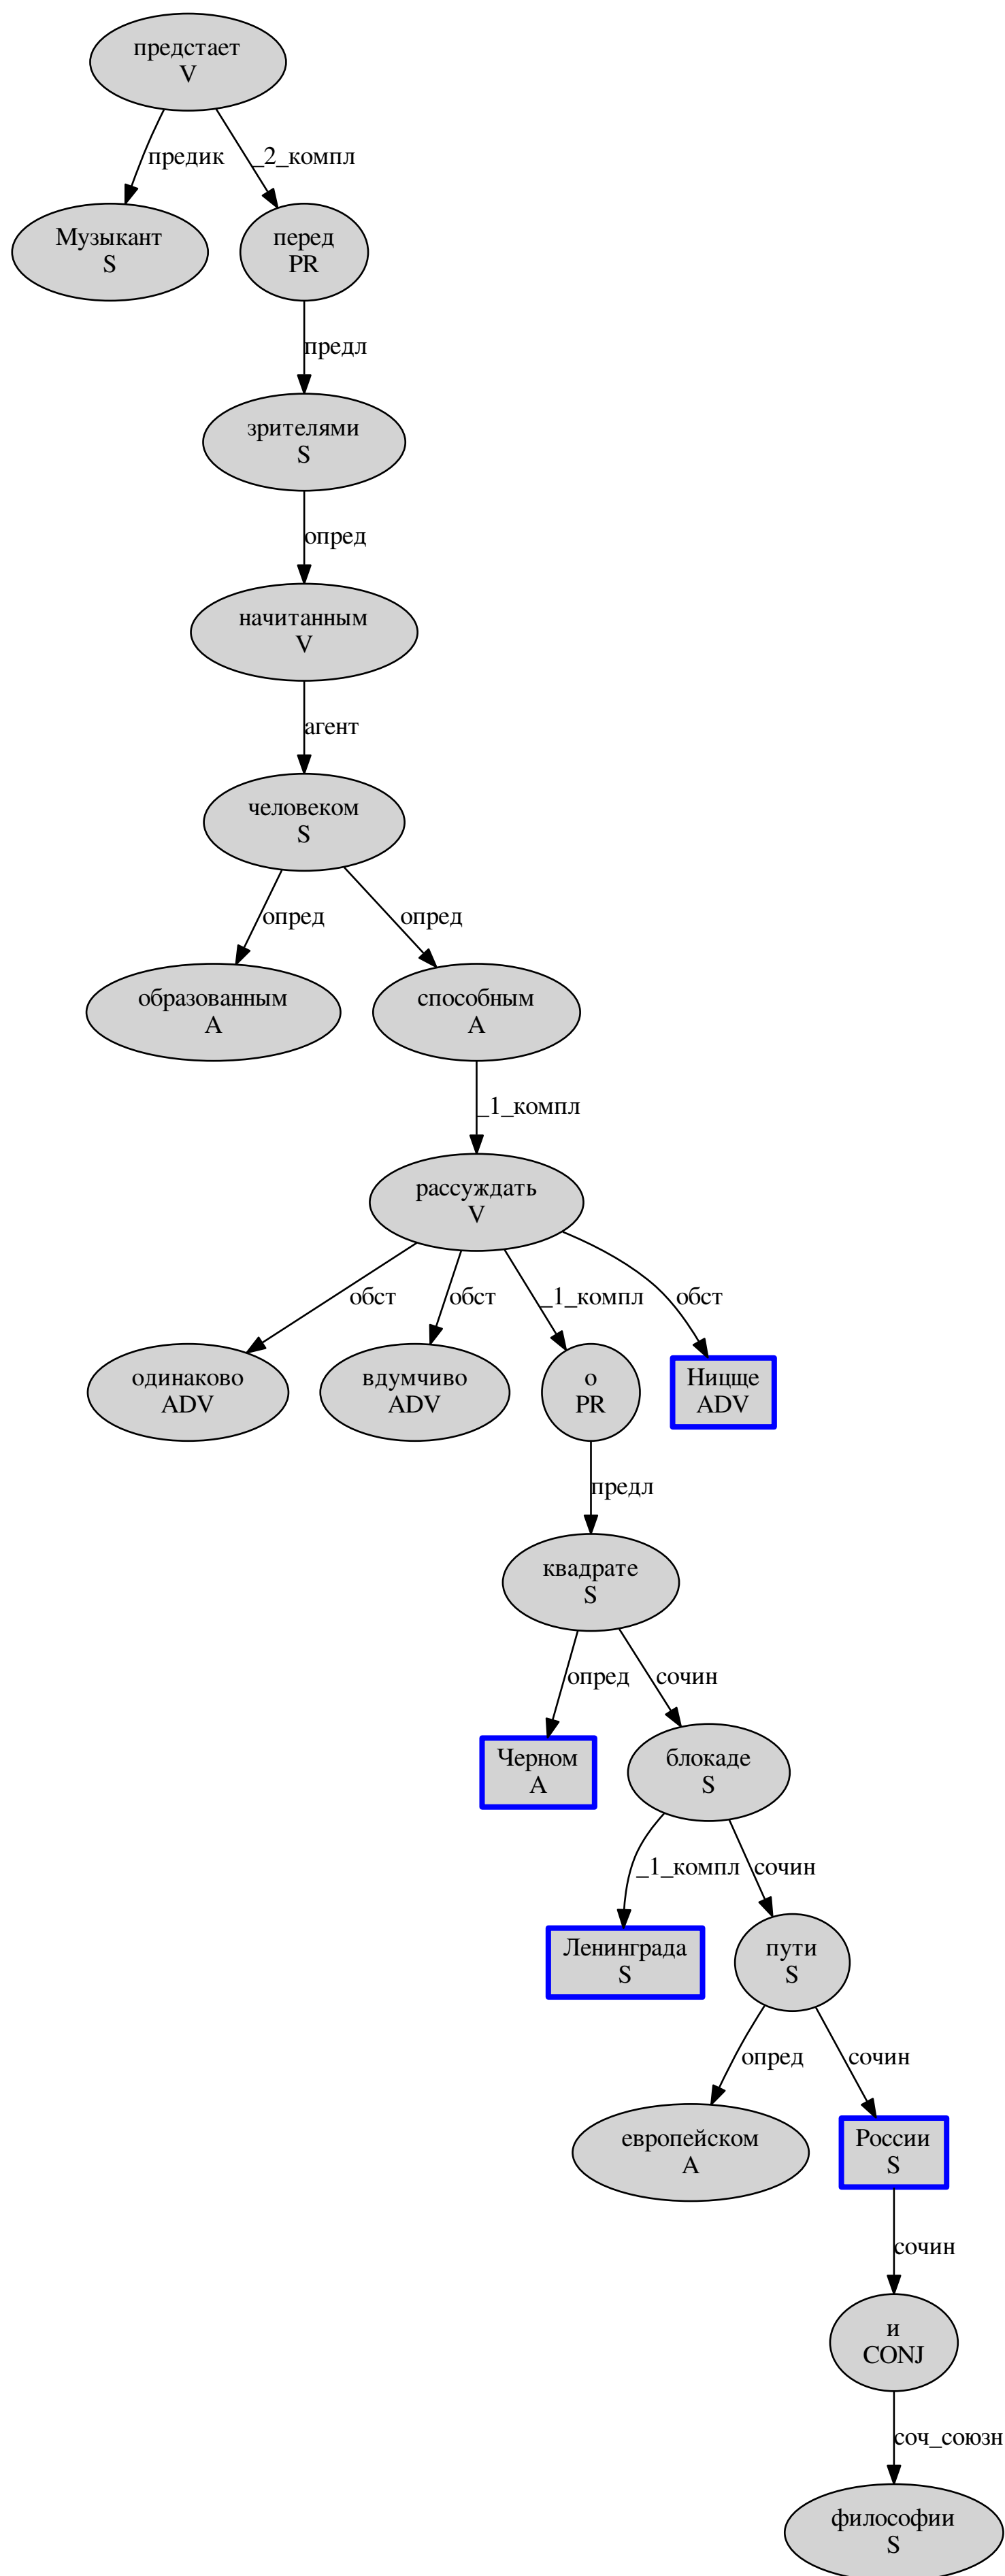 предстает
V
предик
_2_компл
Музыкант
S
перед
PR
предл
зрителями
S
опред
начитанным
V
агент
человеком
S
опред
опред
образованным
A
способным
A
_1_компл
рассуждать
V
обст
обст
_1_компл
обст
одинаково
ADV
вдумчиво
ADV
о
PR
Ницще
ADV
предл
квадрате
S
опред
сочин
Черном
A
блокаде
S
_1_компл
сочин
Ленинграда
S
пути
S
опред
сочин
европейском
A
России
S
сочин
и
CONJ
соч_союзн
философии
S